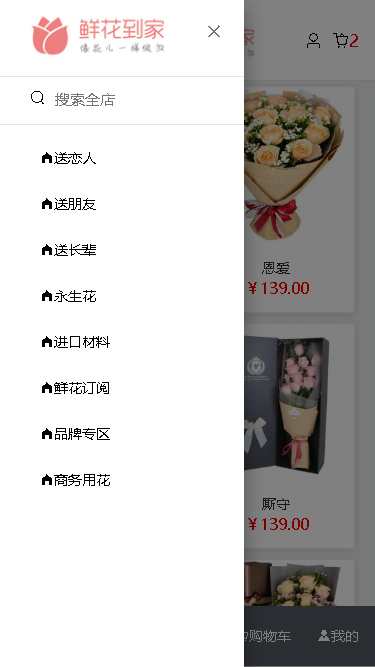 鲜花到家
像花儿一样绽放
2
搜索全店
送恋人
送朋友
送长辈
永生花
进口材料
鲜花订阅
品牌专区
商务用花
恩爱
￥139.00
厮守
￥139.00
购物车
我的